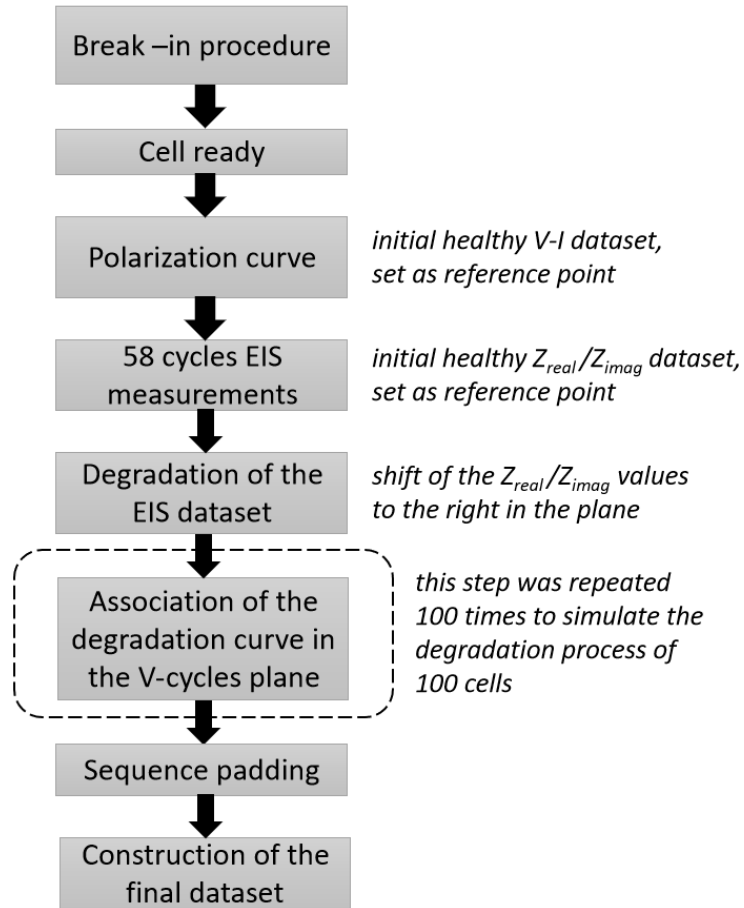 Break –in procedure
Cell ready
Polarization curve
initial healthy V-I dataset,
set as reference point
58 cycles EIS
measurements
initial healthy Zreal/Zimag dataset,
set as reference point
Degradation of the
EIS dataset
shift of the Zreal/Zimag values
to the right in the plane
Association of the
degradation curve in
the V-cycles plane
this step was repeated
100 times to simulate the
degradation process of
100 cells
Sequence padding
Construction of the
final dataset